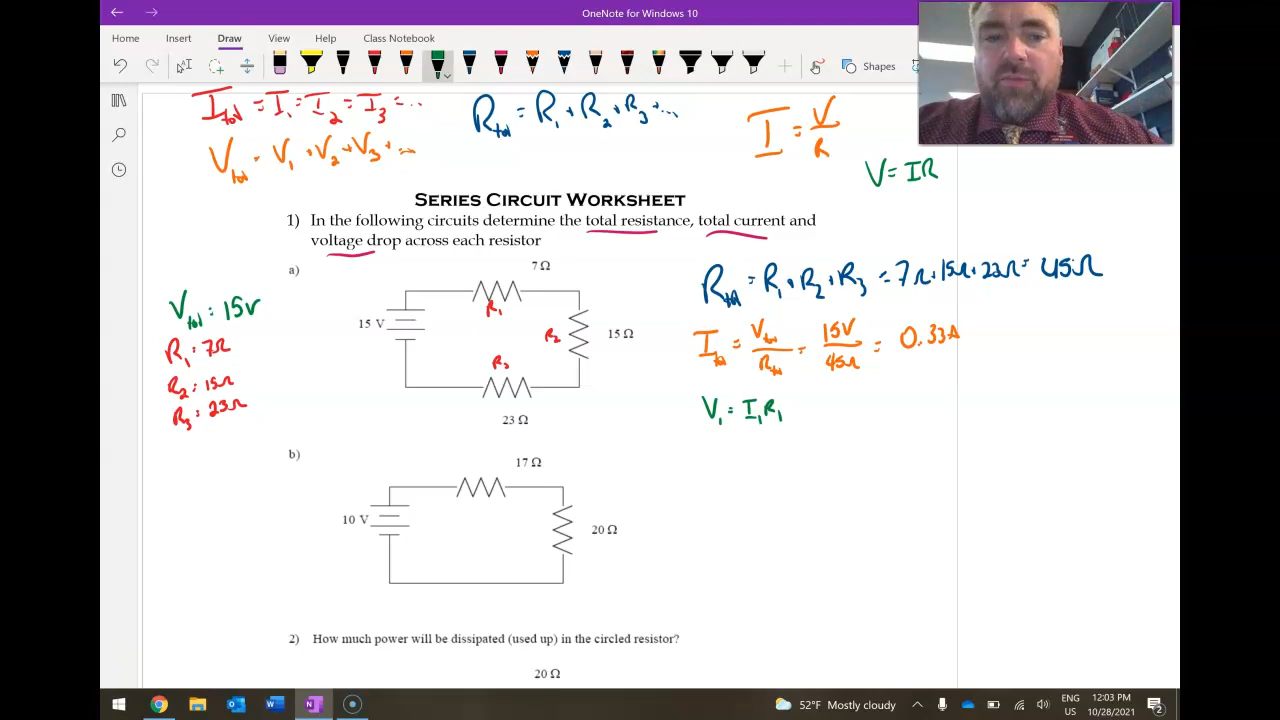 OneNote for Windows 10
Home Insert Draw View Help Class Notebook
Shapes
I_tot = I_1 = I_2 = I_3 = ...
R_tot = R_1 + R_2 + R_3 + ...
I = V/R
V_tot = V_1 + V_2 + V_3 + ...
V = IR
SERIES CIRCUIT WORKSHEET
1) In the following circuits determine the total resistance, total current and
voltage drop across each resistor
a)
7 Ω
R_tot = R_1 + R_2 + R_3 = 7Ω + 15Ω + 23Ω = 45Ω
V_tot = 15V
R_1
15 V
R_2
15 Ω
I_tot = V_tot/R_tot = 15V/45Ω = 0.33A
R_1 = 7Ω
R_3
R_2 = 15Ω
R_3 = 23Ω
23 Ω
V_1 = I_1R_1
b)
17 Ω
10 V
20 Ω
2) How much power will be dissipated (used up) in the circled resistor?
20 Ω
52°F Mostly cloudy
ENG
US
12:03 PM
10/28/2021
2